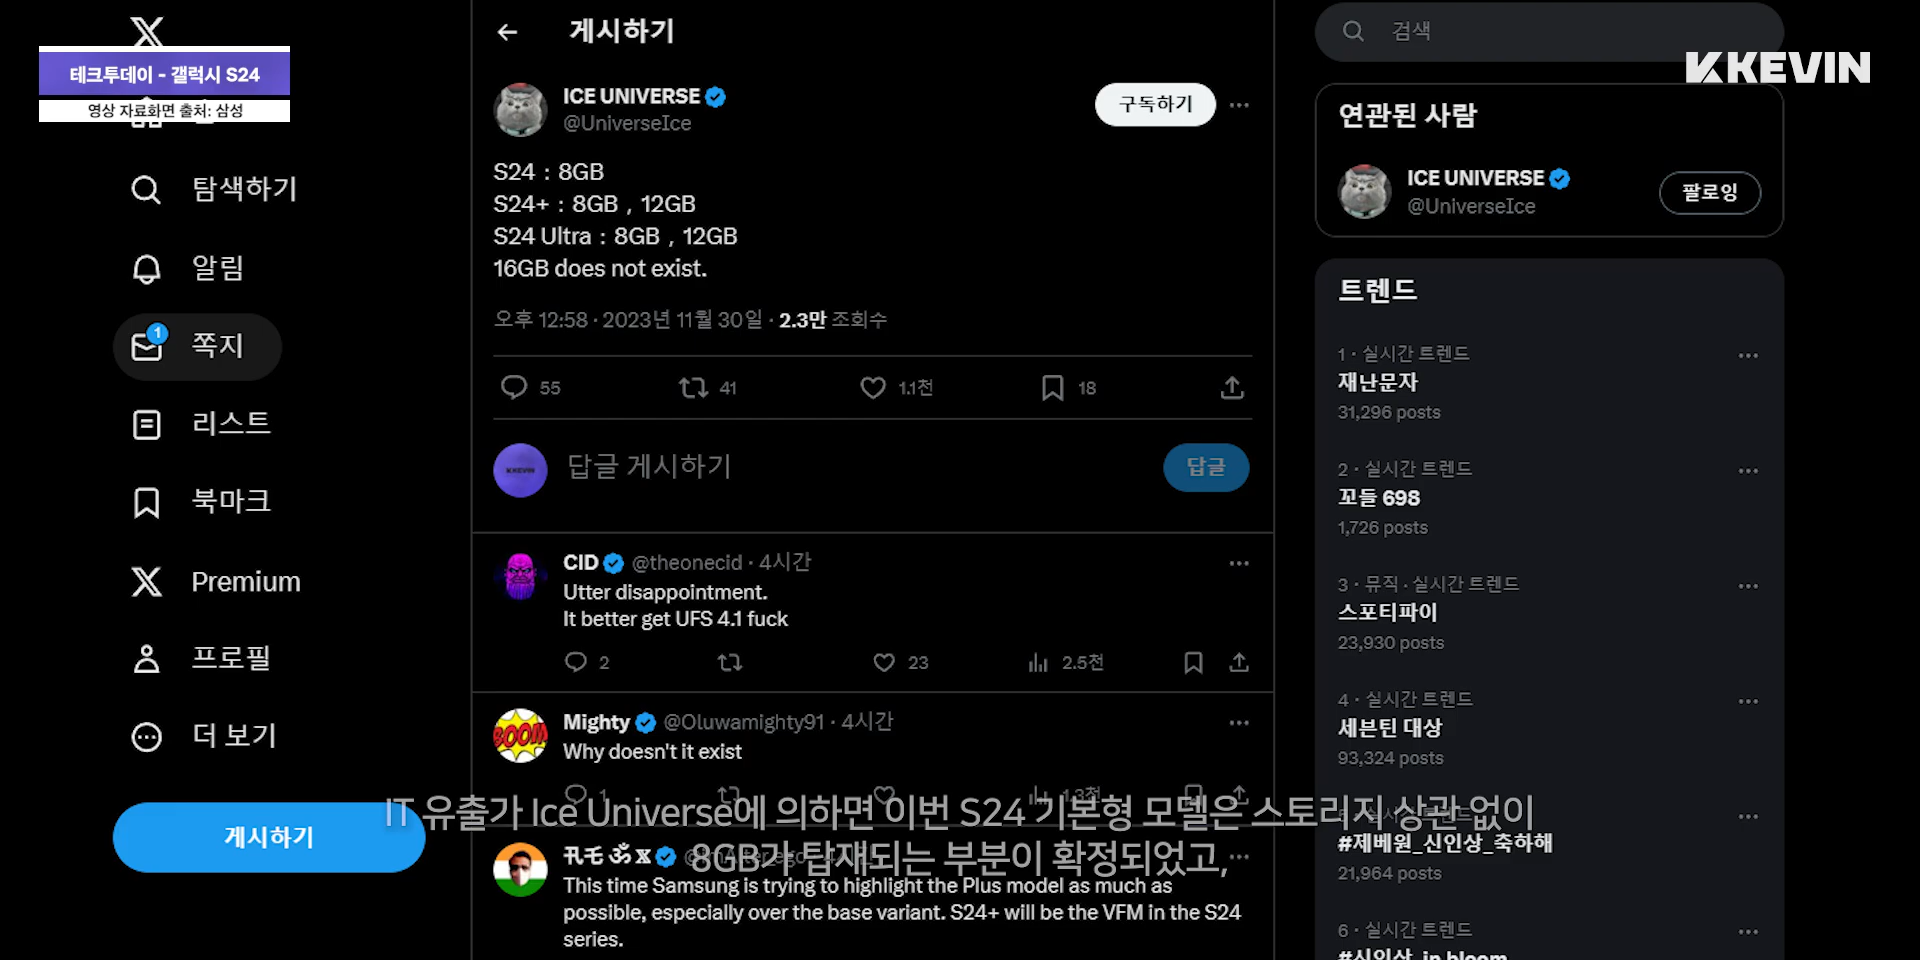 테크투데이 - 갤럭시 S24
영상 자료화면 출처: 삼성
탐색하기
알림
1
쪽지
리스트
북마크
Premium
프로필
더 보기
게시하기
게시하기
ICE UNIVERSE
@UniverseIce
구독하기
S24 : 8GB
S24+ : 8GB , 12GB
S24 Ultra : 8GB , 12GB
16GB does not exist.
오후 12:58 · 2023년 11월 30일 · 2.3만 조회수
55 41 1.1천 18
KKEVIN
답글 게시하기
답글
CID @theonecid · 4시간
Utter disappointment.
It better get UFS 4.1 fuck
2 23 2.5천
BOOM
Mighty @Oluwamighty91 · 4시간
Why doesn't it exist
1 1.3천
This time Samsung is trying to highlight the Plus model as much as
possible, especially over the base variant. S24+ will be the VFM in the S24
series.
IT 유출가 Ice Universe에 의하면 이번 S24 기본형 모델은 스토리지 상관 없이
8GB가 탑재되는 부분이 확정되었고,
검색
KKEVIN
연관된 사람
ICE UNIVERSE
@UniverseIce
팔로잉
트렌드
1 · 실시간 트렌드
재난문자
31,296 posts
2 · 실시간 트렌드
꼬들 698
1,726 posts
3 · 뮤직 · 실시간 트렌드
스포티파이
23,930 posts
4 · 실시간 트렌드
세븐틴 대상
93,324 posts
#제베원_신인상_축하해
21,964 posts
6 · 실시간 트렌드
#신인상_in bloom